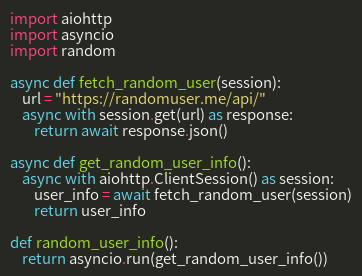 import aiohttp
import asyncio
import random

async def fetch_random_user(session):
    url = "https://randomuser.me/api/"
    async with session.get(url) as response:
        return await response.json()

async def get_random_user_info():
    async with aiohttp.ClientSession() as session:
        user_info = await fetch_random_user(session)
        return user_info

def random_user_info():
    return asyncio.run(get_random_user_info())